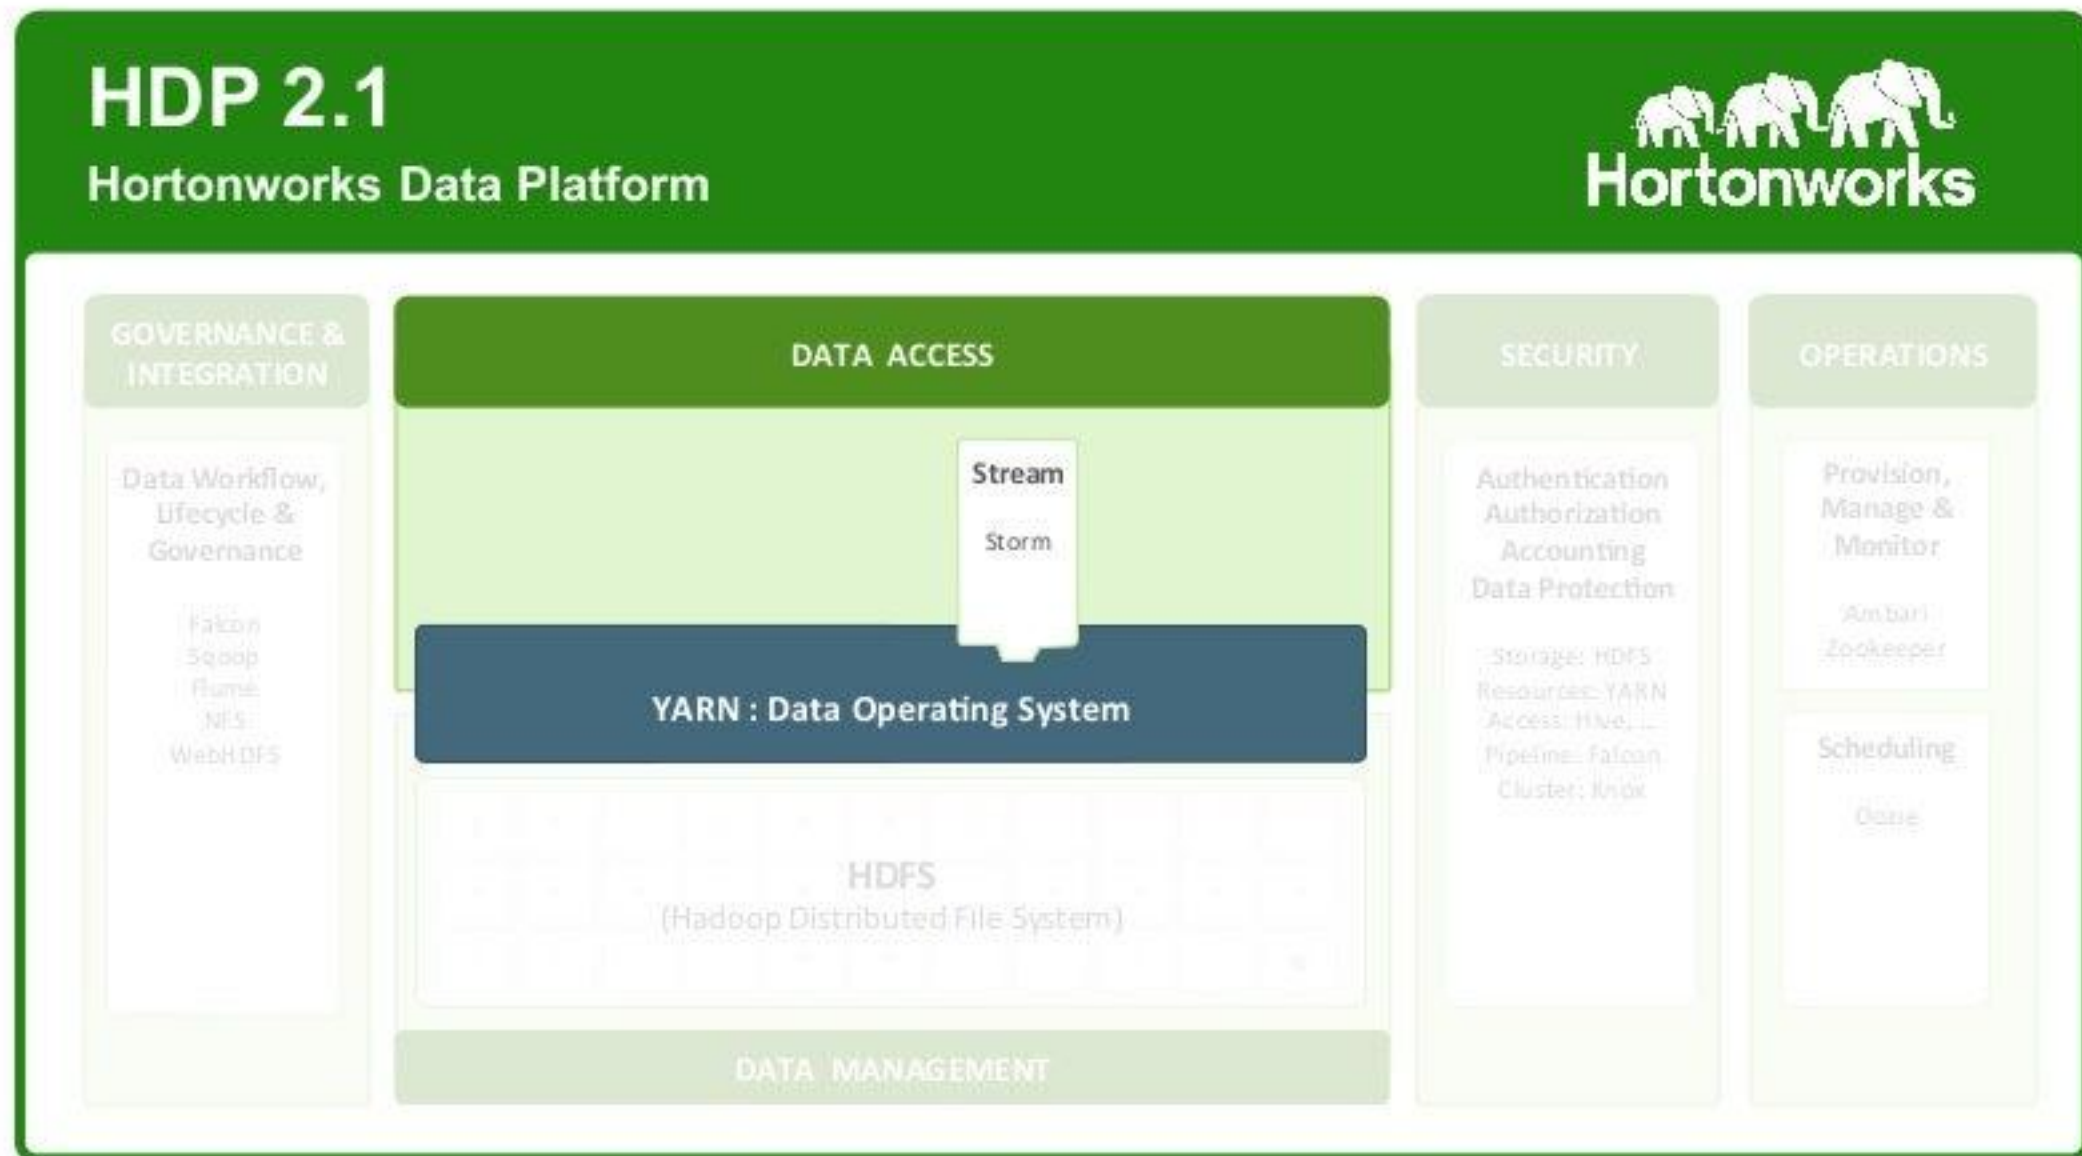 HDP 2.1
Hortonworks Data Platform
Hortonworks
GOVERNANCE &
INTEGRATION
Data Workflow,
Lifecycle &
Governance
Falcon
Sqoop
Flume
NFS
WebHDFS
DATA ACCESS
Stream
Storm
YARN : Data Operating System
HDFS
(Hadoop Distributed File System)
DATA MANAGEMENT
SECURITY
Authentication
Authorization
Accounting
Data Protection
Storage: HDFS
Resources: YARN
Access: Hive, ...
Pipeline: Falcon
Cluster: Knox
OPERATIONS
Provision,
Manage &
Monitor
Ambari
Zookeeper
Scheduling
Oozie